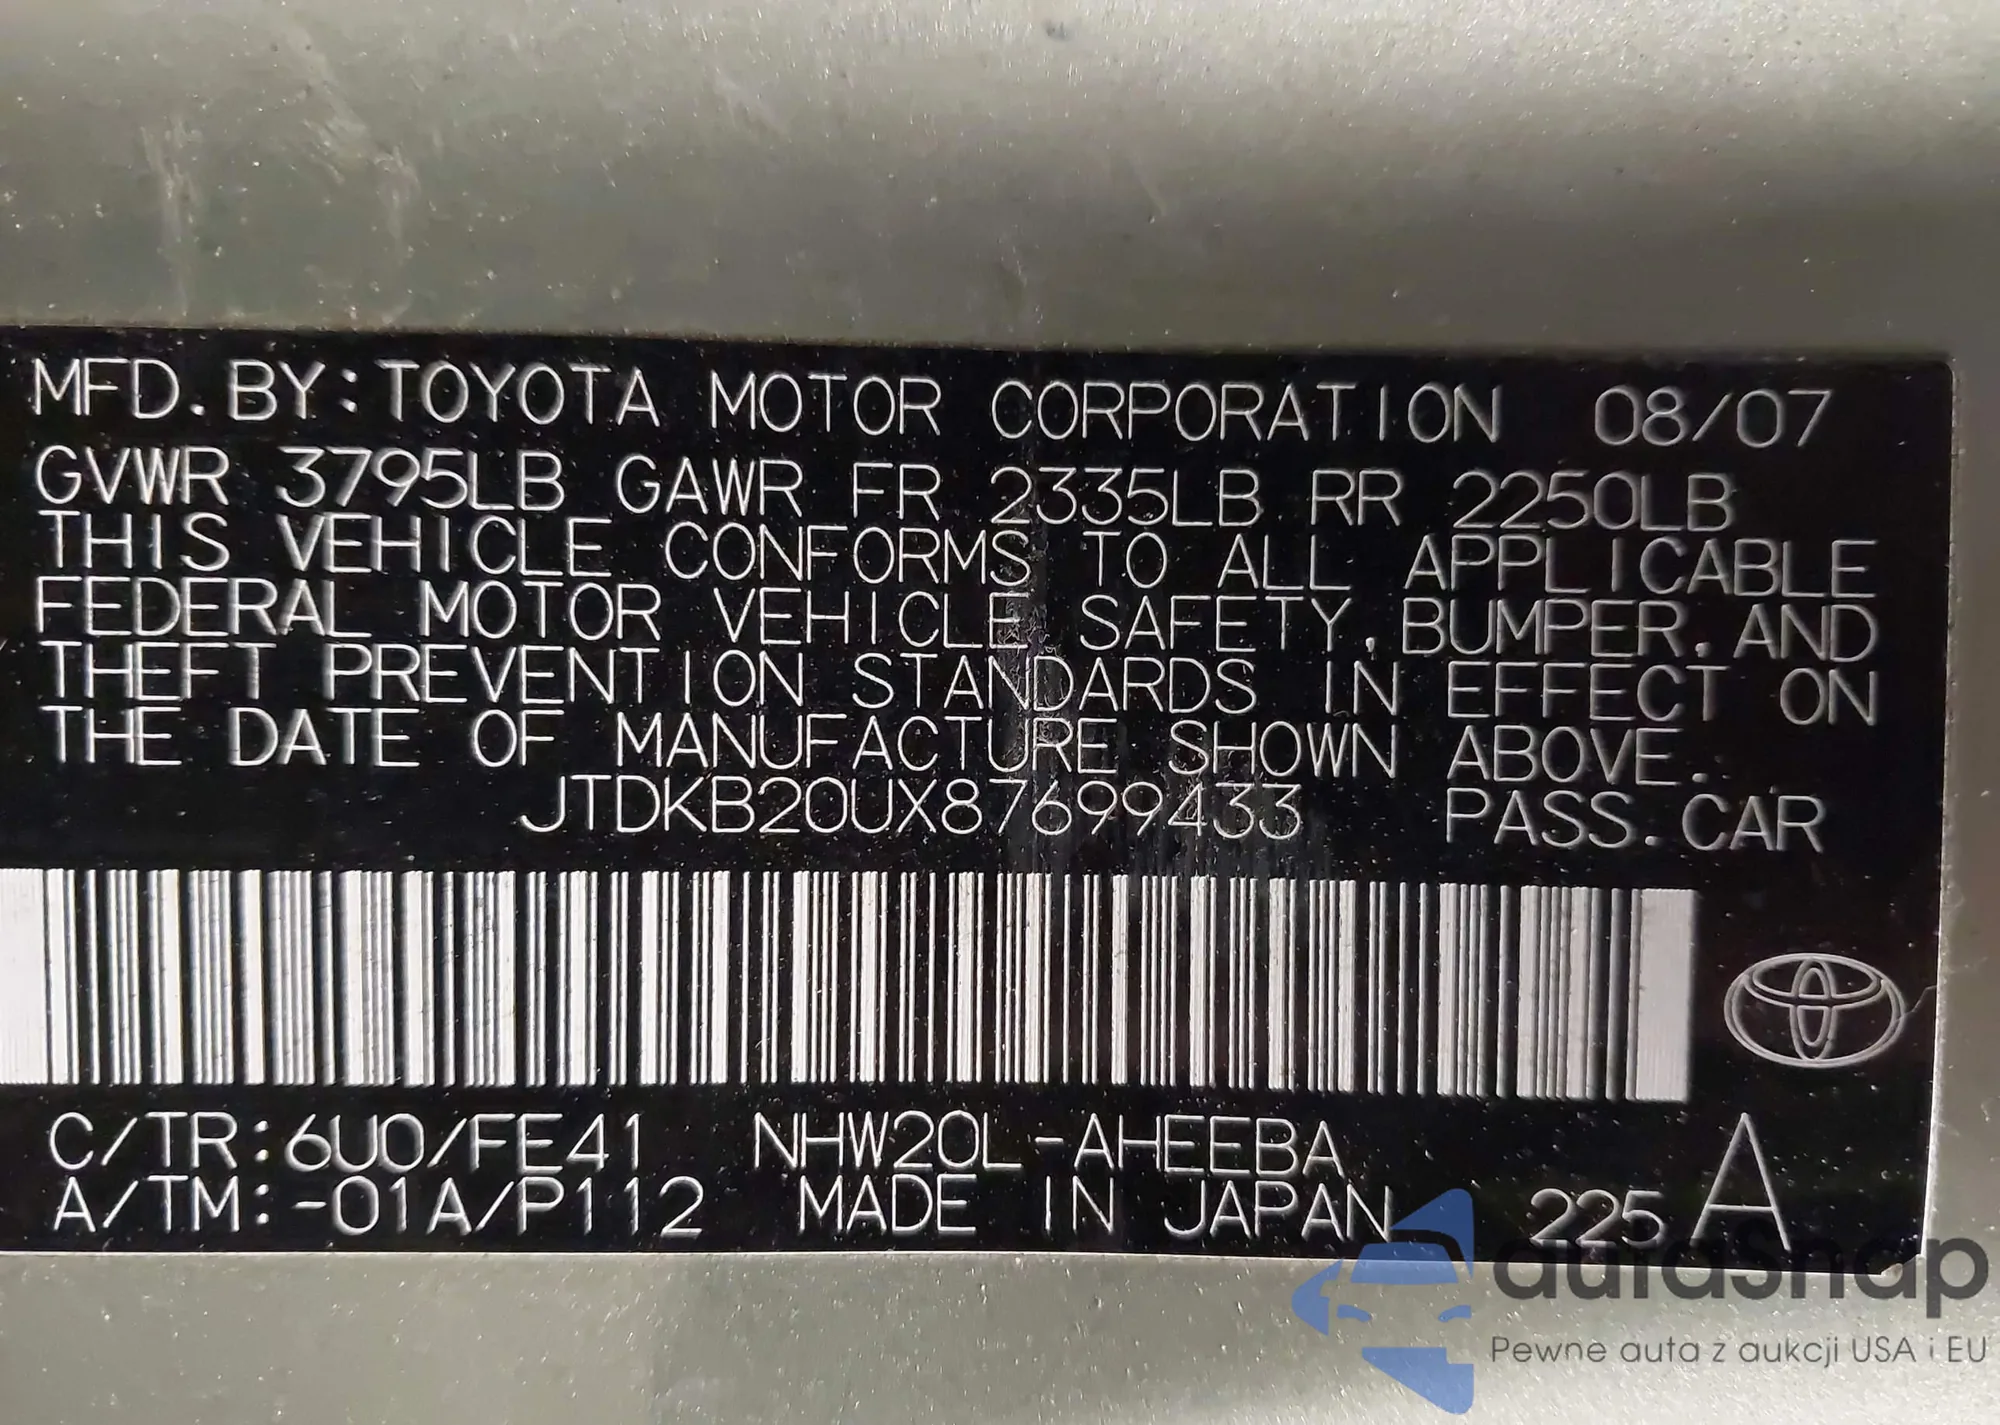 MFD. BY: TOYOTA MOTOR CORPORATION 08/07
GVWR 3795LB GAWR FR 2335LB RR 2250LB
THIS VEHICLE CONFORMS TO ALL APPLICABLE
FEDERAL MOTOR VEHICLE SAFETY, BUMPER, AND
THEFT PREVENTION STANDARDS IN EFFECT ON
THE DATE OF MANUFACTURE SHOWN ABOVE.
JTDKB20UX87699433 PASS. CAR
C/TR: 6U0/FE41 NHW20L-AHEEBA
A/TM: -01A/P112 MADE IN JAPAN 225 A
autaSnap
Pewne auta z aukcji USA i EU